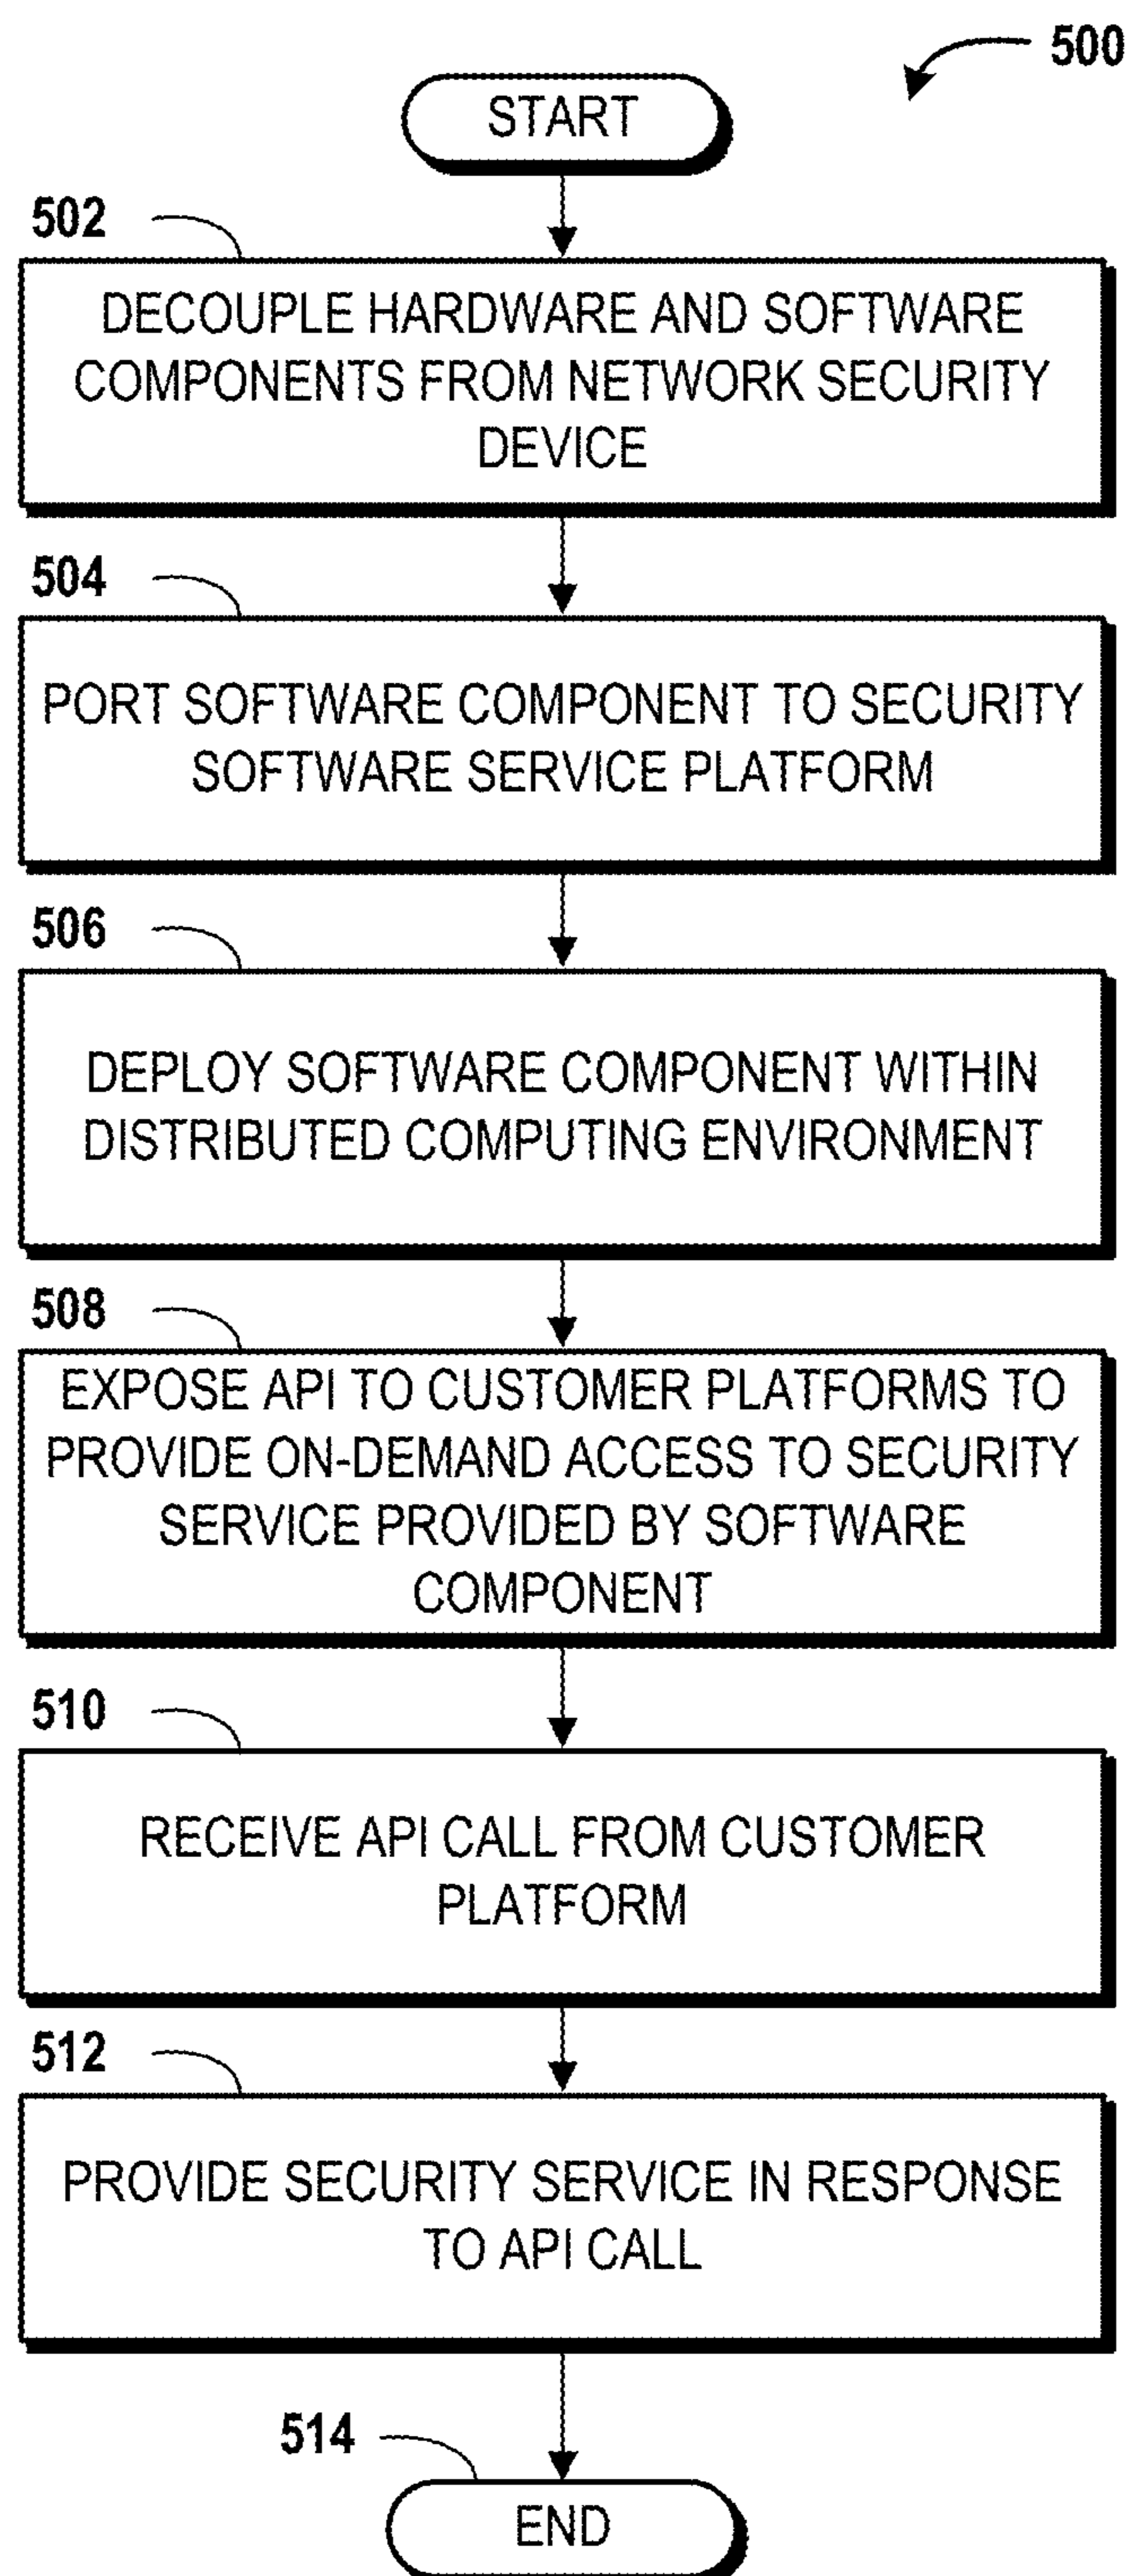 500
START
502
DECOUPLE HARDWARE AND SOFTWARE
COMPONENTS FROM NETWORK SECURITY
DEVICE
504
PORT SOFTWARE COMPONENT TO SECURITY
SOFTWARE SERVICE PLATFORM
506
DEPLOY SOFTWARE COMPONENT WITHIN
DISTRIBUTED COMPUTING ENVIRONMENT
508
EXPOSE API TO CUSTOMER PLATFORMS TO
PROVIDE ON-DEMAND ACCESS TO SECURITY
SERVICE PROVIDED BY SOFTWARE
COMPONENT
510
RECEIVE API CALL FROM CUSTOMER
PLATFORM
512
PROVIDE SECURITY SERVICE IN RESPONSE
TO API CALL
514
END